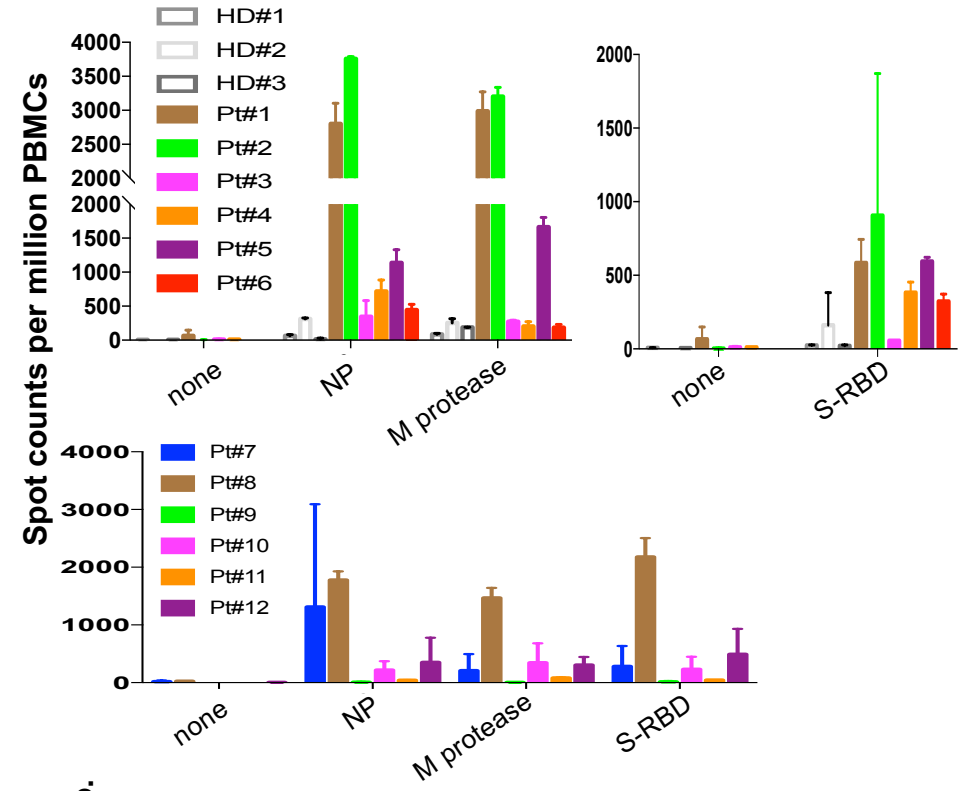 Spot counts per million PBMCs
HD#1
HD#2
HD#3
Pt#1
Pt#2
Pt#3
Pt#4
Pt#5
Pt#6
4000
3500
3000
2500
2000
2000
1500
1000
500
0
none
NP
M protease
2000
1500
1000
500
0
none
S-RBD
Pt#7
Pt#8
Pt#9
Pt#10
Pt#11
Pt#12
4000
3000
2000
1000
0
none
NP
M protease
S-RBD